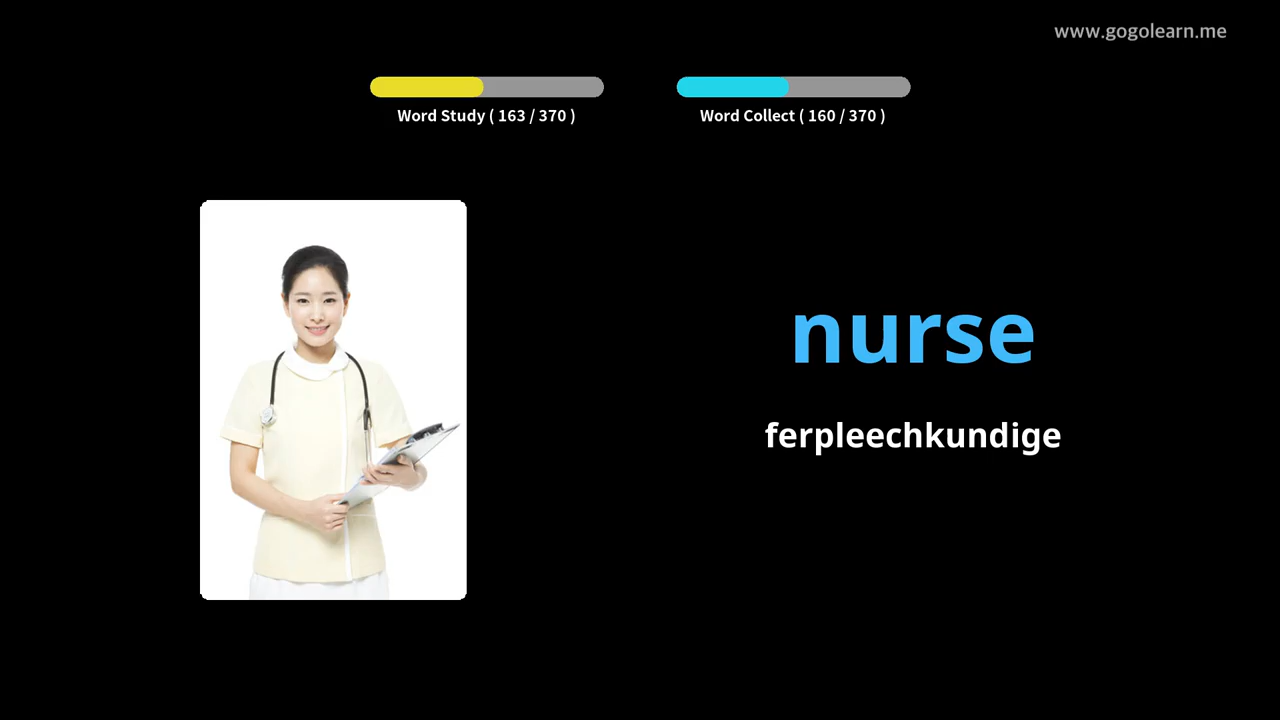 www.gogolearn.me
Word Study ( 163 / 370 )
Word Collect ( 160 / 370 )
nurse
ferpleechkundige